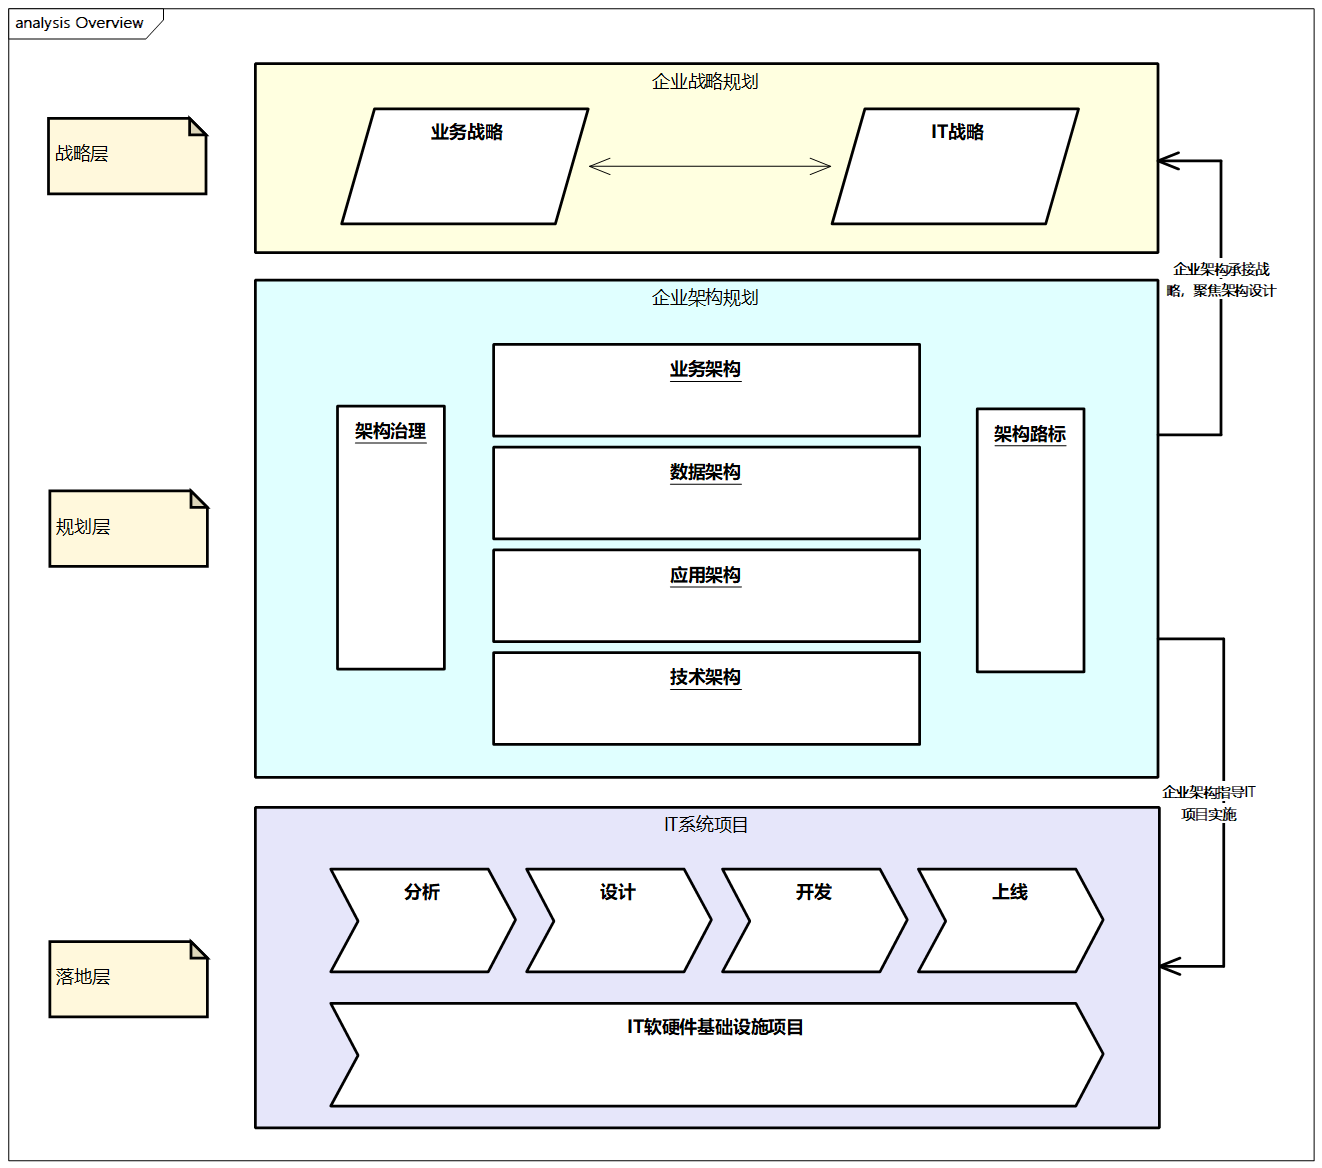 analysis Overview
企业战略规划
战略层
业务战略
IT战略
企业架构承接战
略，聚焦架构设计
企业架构规划
规划层
架构治理
业务架构
数据架构
应用架构
技术架构
架构路标
企业架构指导IT
项目实施
IT系统项目
落地层
分析
设计
开发
上线
IT软硬件基础设施项目